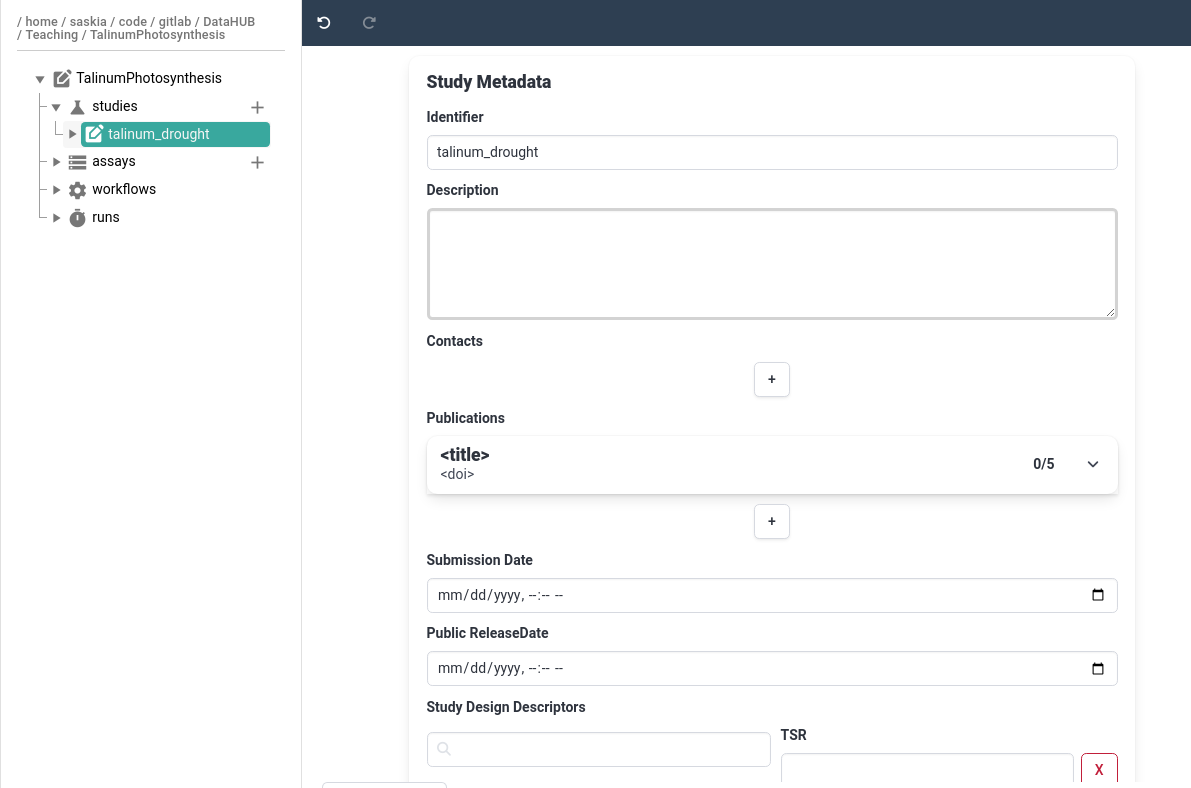 / home / saskia / code / gitlab / DataHUB
/ Teaching / TalinumPhotosynthesis
TalinumPhotosynthesis
studies
talinum_drought
assays
workflows
runs
Study Metadata
Identifier
talinum_drought
Description
Contacts
+
Publications
<title>
<doi>
0/5
+
Submission Date
mm/dd/yyyy, --:-- --
Public ReleaseDate
mm/dd/yyyy, --:-- --
Study Design Descriptors
TSR
X